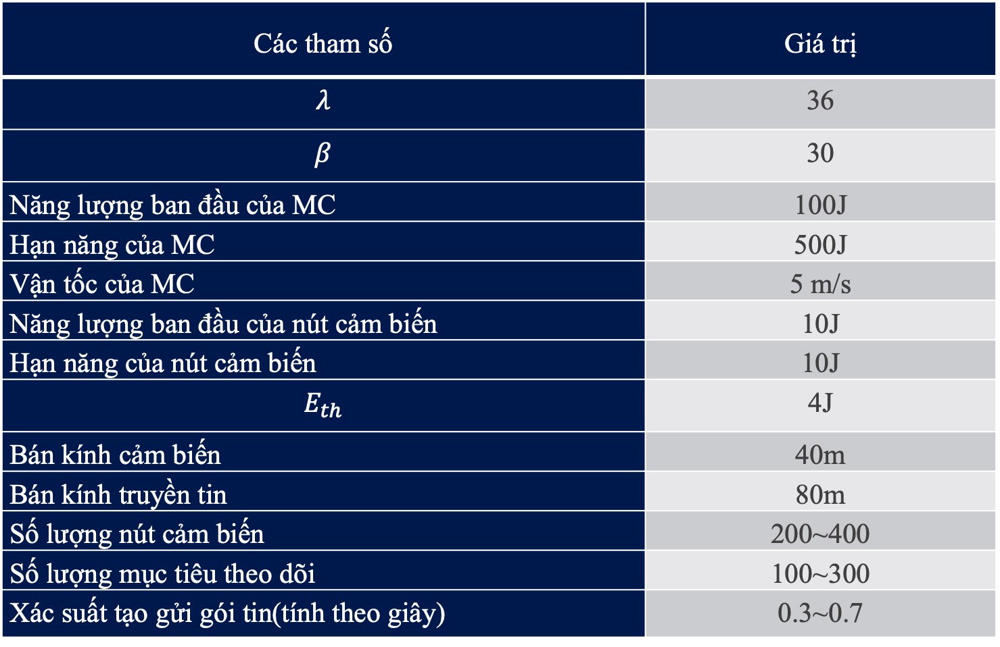 Các tham số
Giá trị
λ
36
β
30
Năng lượng ban đầu của MC
100J
Hạn năng của MC
500J
Vận tốc của MC
5 m/s
Năng lượng ban đầu của nút cảm biến
10J
Hạn năng của nút cảm biến
10J
E_th
4J
Bán kính cảm biến
40m
Bán kính truyền tin
80m
Số lượng nút cảm biến
200~400
Số lượng mục tiêu theo dõi
100~300
Xác suất tạo gửi gói tin(tính theo giây)
0.3~0.7